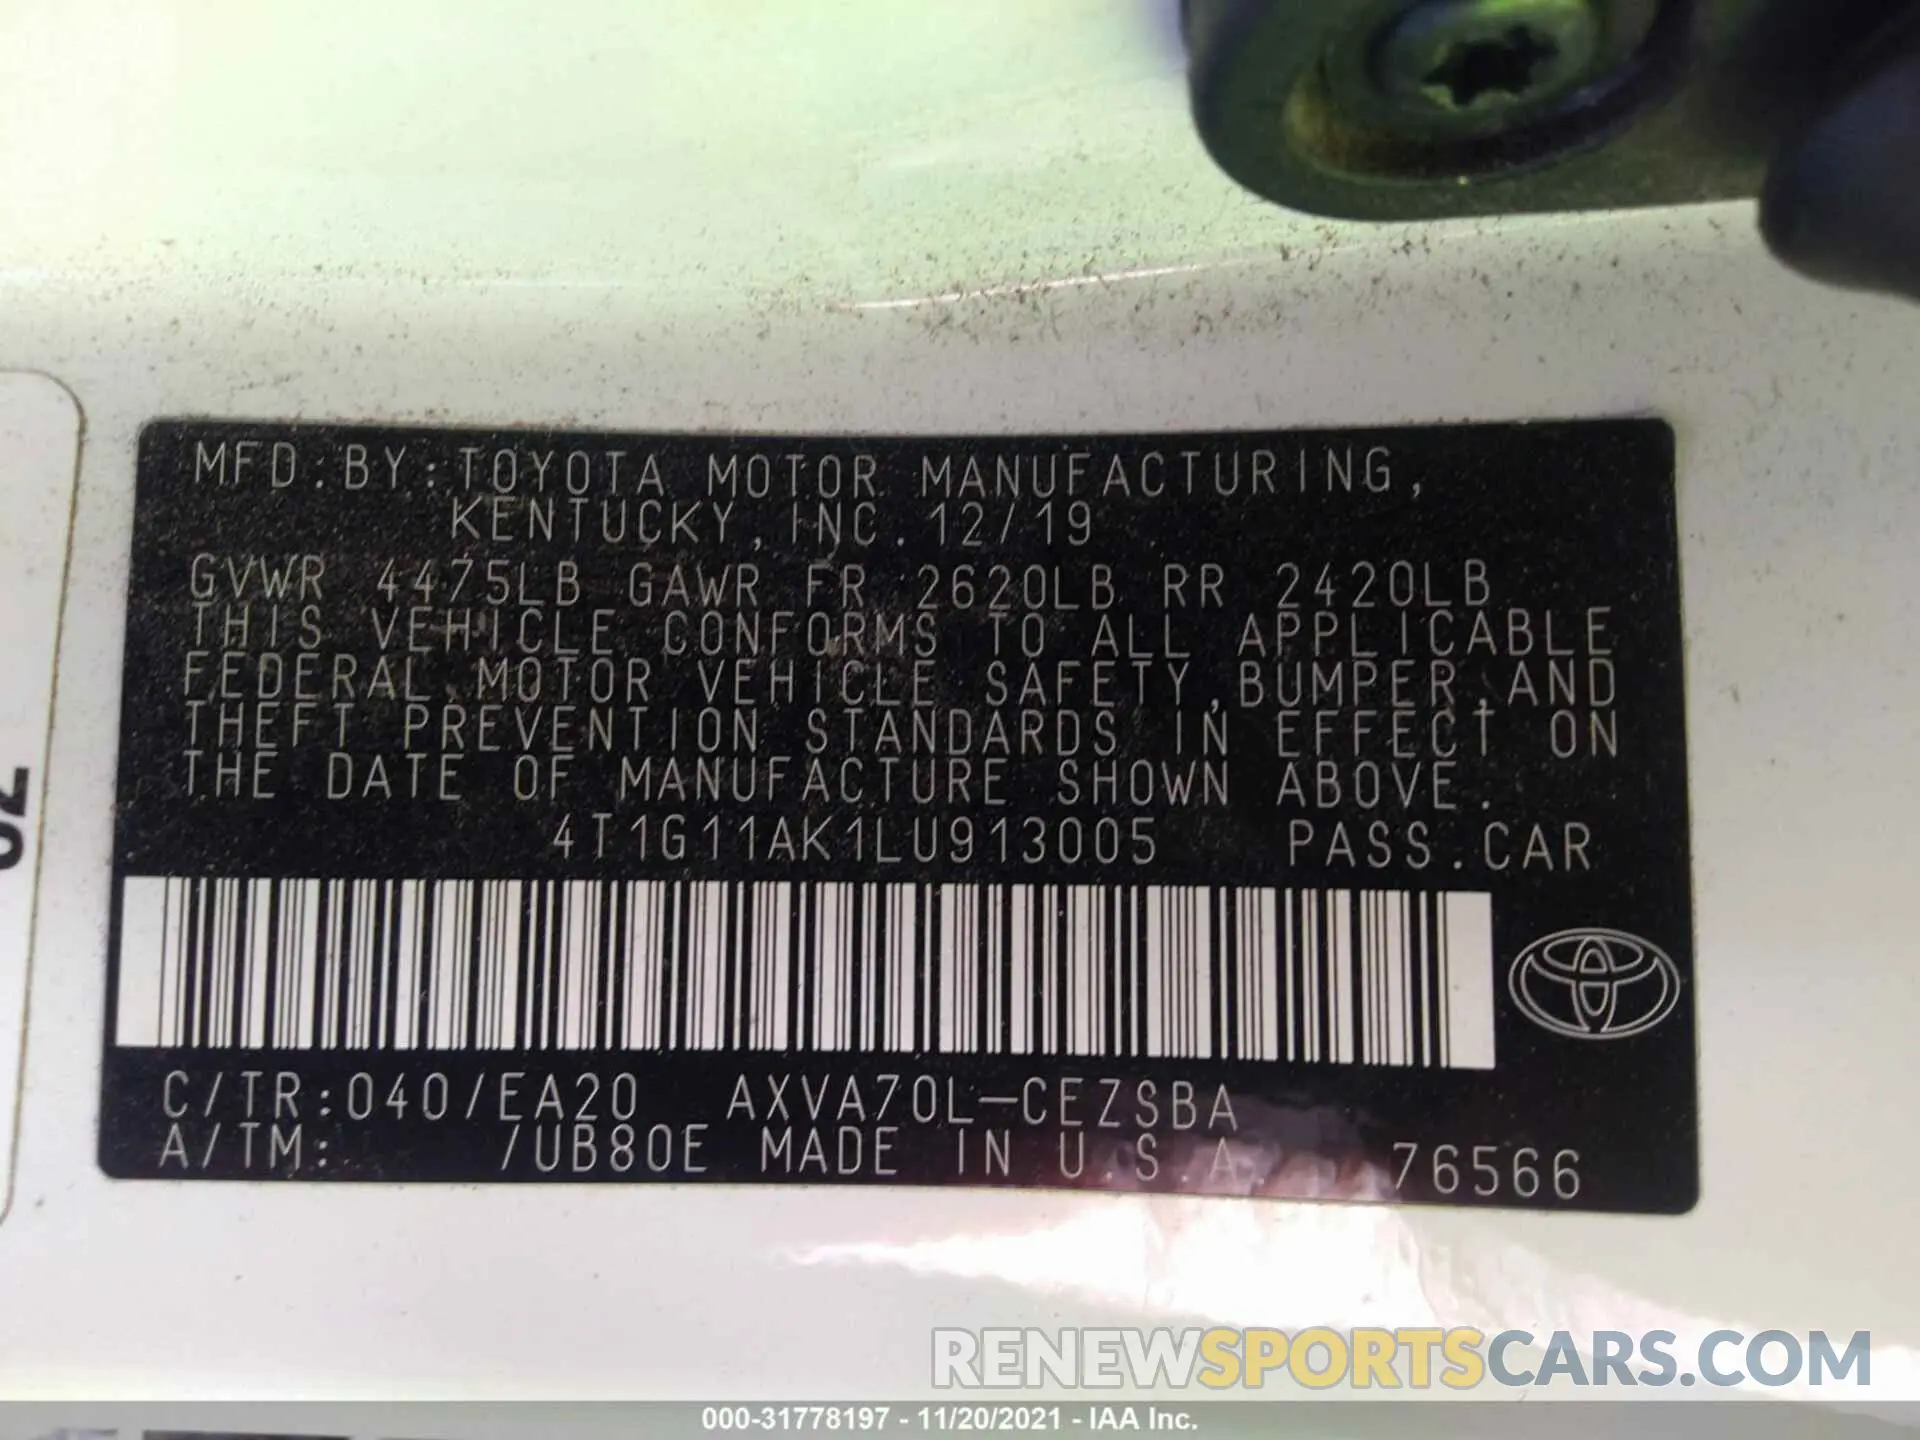 MFD.BY:TOYOTA MOTOR MANUFACTURING,
KENTUCKY, INC. 12/19
GVWR 4475LB GAWR FR 2620LB RR 2420LB
THIS VEHICLE CONFORMS TO ALL APPLICABLE
FEDERAL MOTOR VEHICLE SAFETY, BUMPER, AND
THEFT PREVENTION STANDARDS IN EFFECT ON
THE DATE OF MANUFACTURE SHOWN ABOVE.
4T1G11AK1LU913005 PASS.CAR
C/TR:040/EA20 AXVA70L-CEZSBA
A/TM: /UB80E MADE IN U.S.A. 76566
RENEWSPORTSCARS.COM
000-31778197 - 11/20/2021 - IAA Inc.